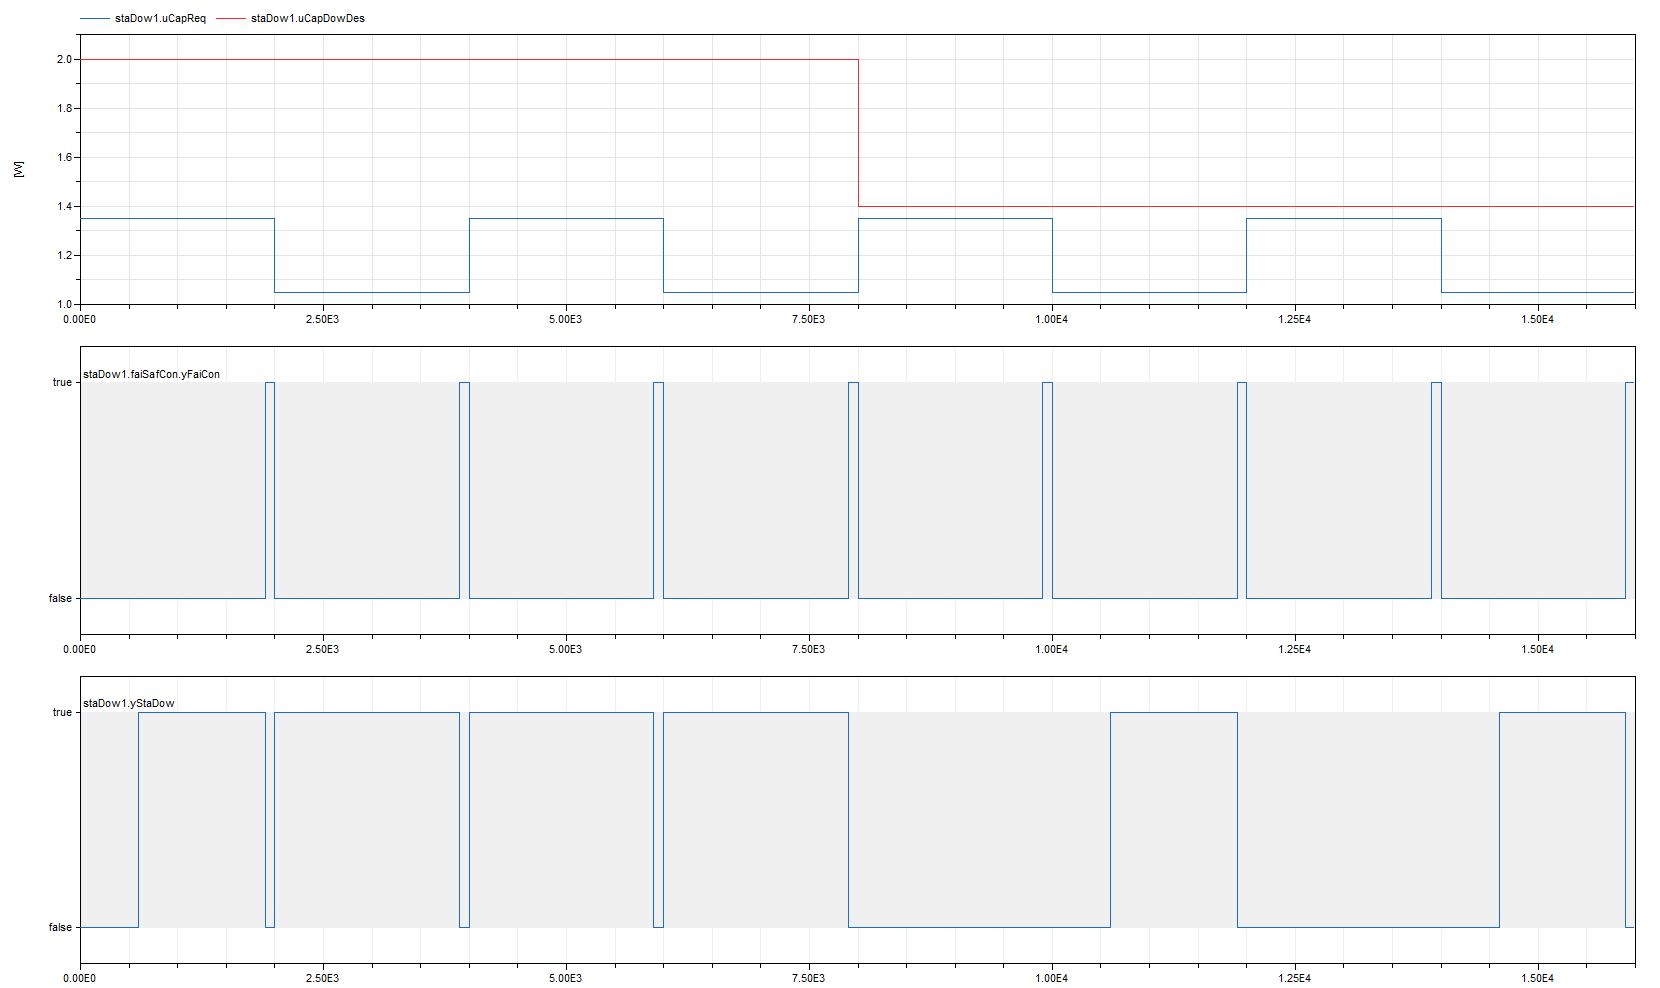 staDow1.uCapReq staDow1.uCapDowDes
2.0
1.8
1.6
[W]
1.4
1.2
1.0
0.00E0 2.50E3 5.00E3 7.50E3 1.00E4 1.25E4 1.50E4
staDow1.faiSafCon.yFaiCon
true
false
0.00E0 2.50E3 5.00E3 7.50E3 1.00E4 1.25E4 1.50E4
staDow1.yStaDow
true
false
0.00E0 2.50E3 5.00E3 7.50E3 1.00E4 1.25E4 1.50E4